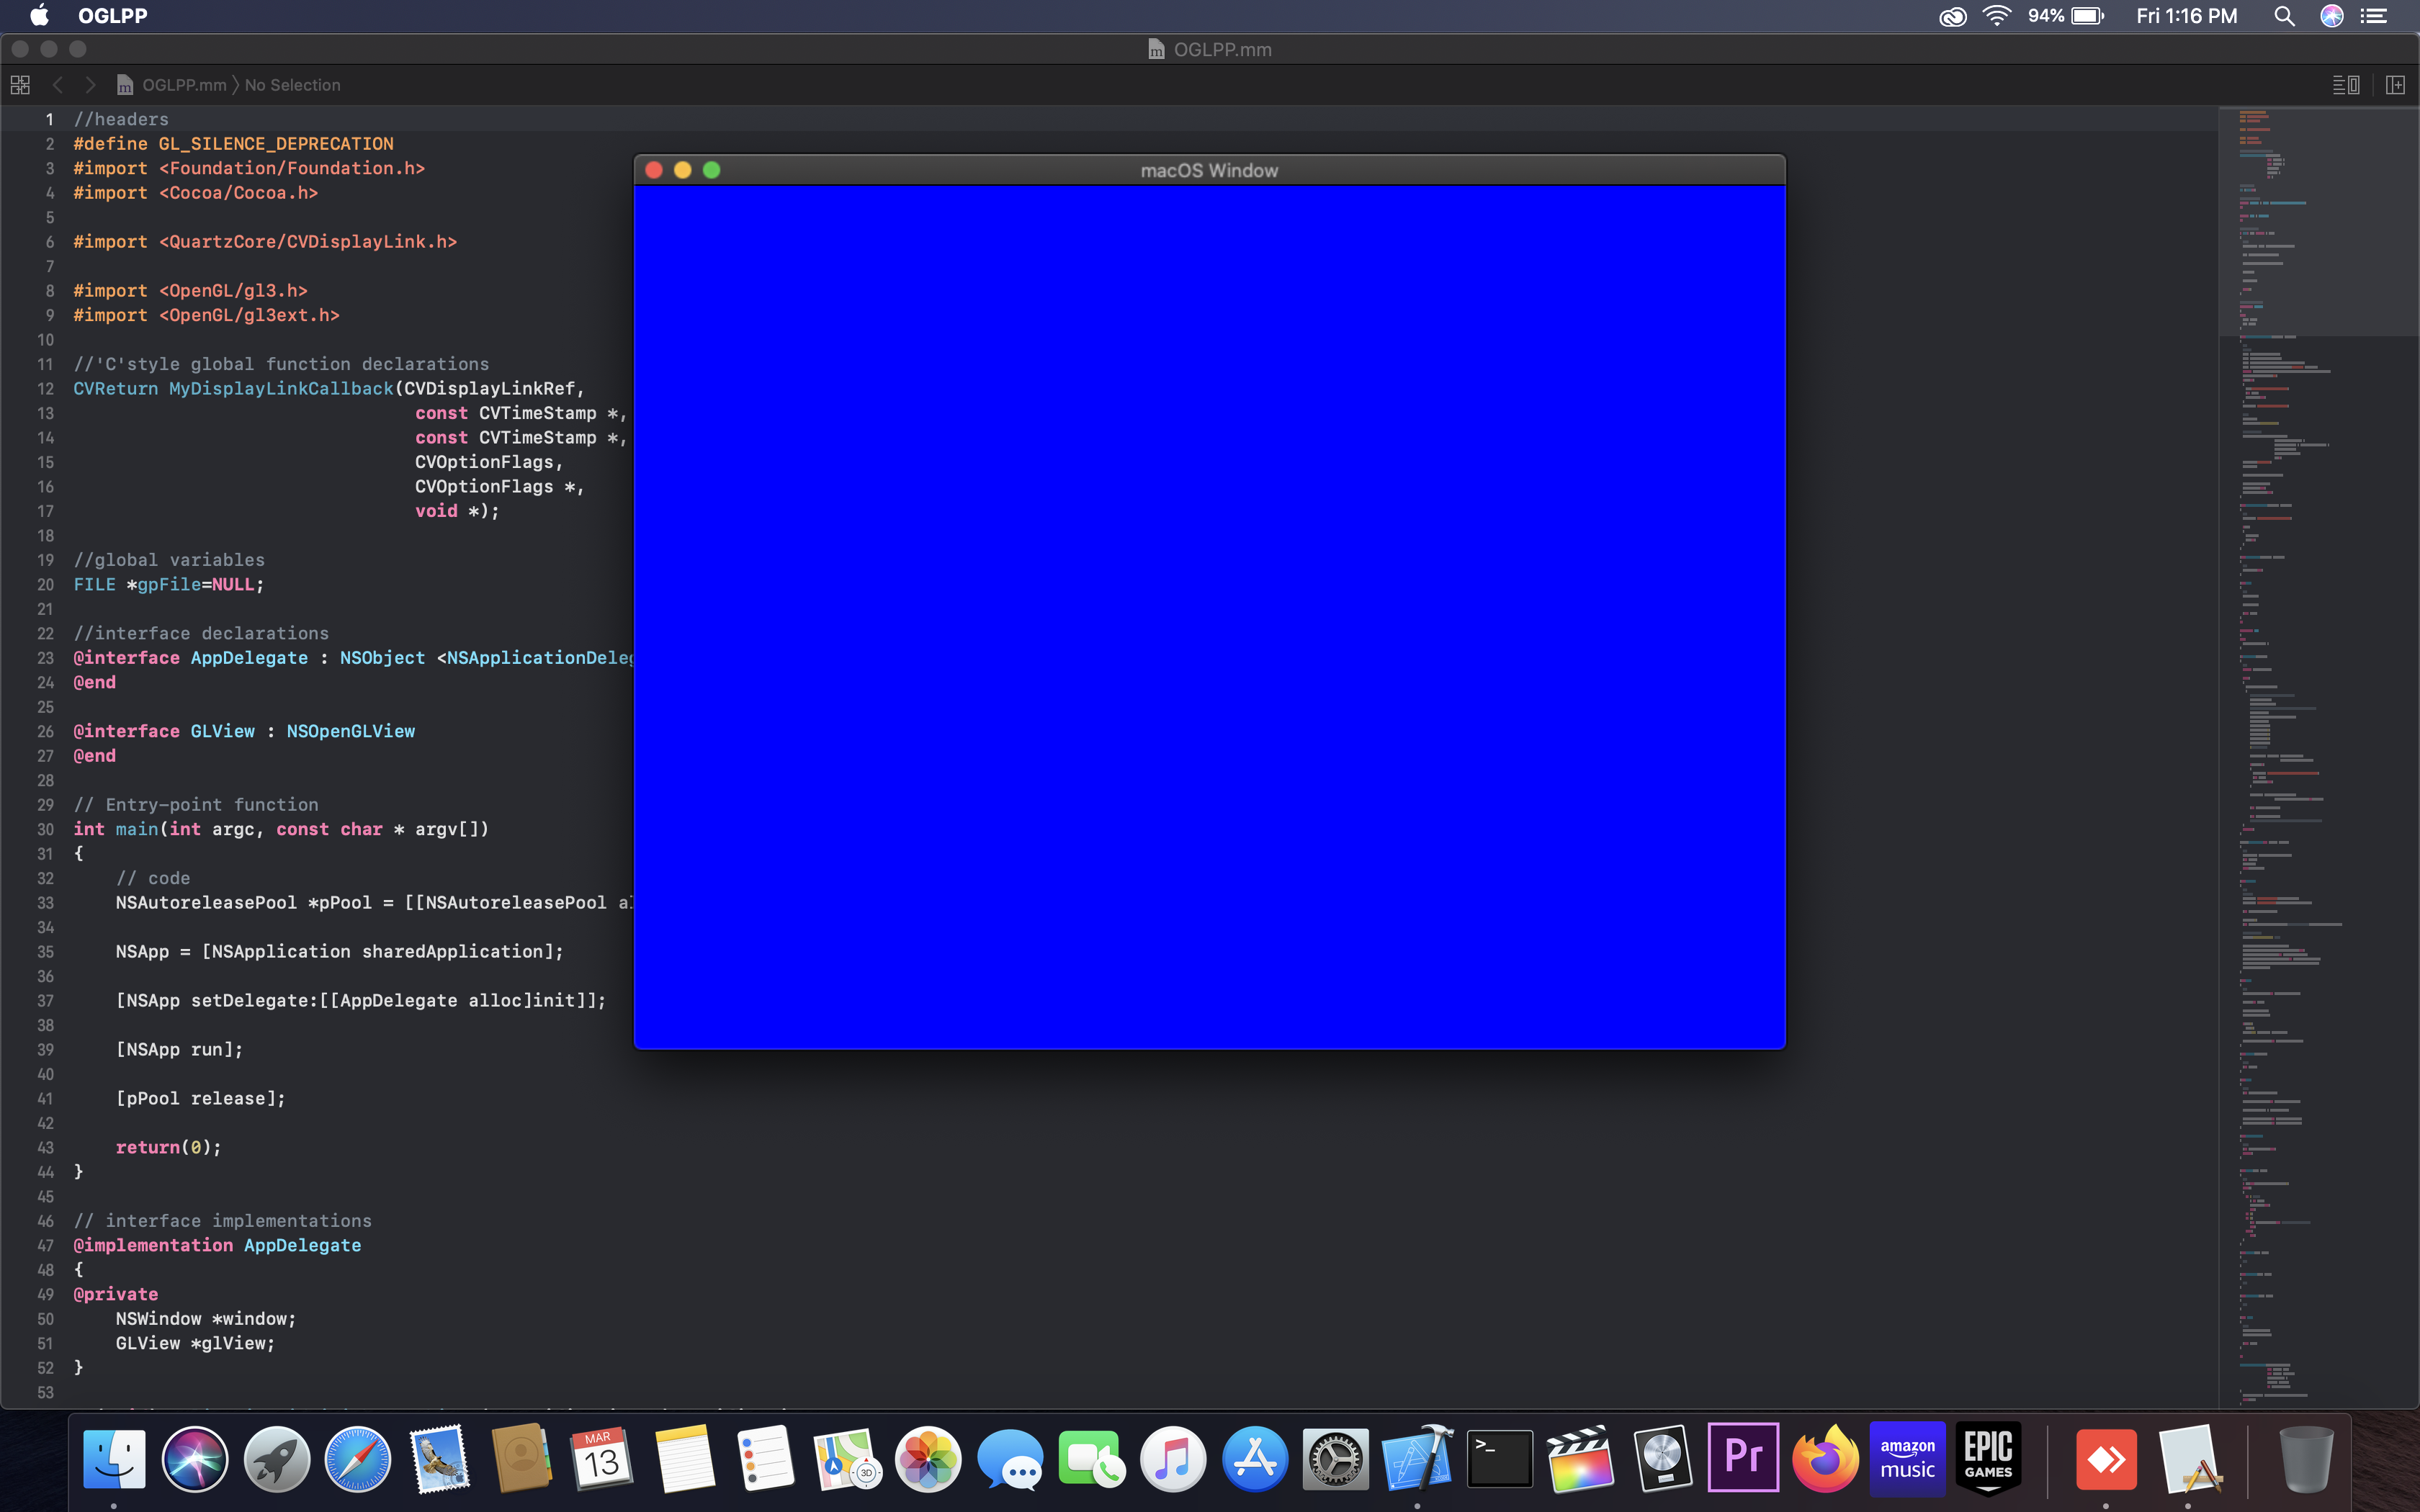 OGLPP
94%
Fri 1:16 PM
OGLPP.mm
OGLPP.mm
No Selection
1 //headers
2 #define GL_SILENCE_DEPRECATION
3 #import <Foundation/Foundation.h>
4 #import <Cocoa/Cocoa.h>
5
6 #import <QuartzCore/CVDisplayLink.h>
7
8 #import <OpenGL/gl3.h>
9 #import <OpenGL/gl3ext.h>
10
11 //'C'style global function declarations
12 CVReturn MyDisplayLinkCallback(CVDisplayLinkRef,
13 const CVTimeStamp *,
14 const CVTimeStamp *,
15 CVOptionFlags,
16 CVOptionFlags *,
17 void *);
18
19 //global variables
20 FILE *gpFile=NULL;
21
22 //interface declarations
23 @interface AppDelegate : NSObject <NSApplicationDeleg
24 @end
25
26 @interface GLView : NSOpenGLView
27 @end
28
29 // Entry-point function
30 int main(int argc, const char * argv[])
31 {
32 // code
33 NSAutoreleasePool *pPool = [[NSAutoreleasePool al
34
35 NSApp = [NSApplication sharedApplication];
36
37 [NSApp setDelegate:[[AppDelegate alloc]init]];
38
39 [NSApp run];
40
41 [pPool release];
42
43 return(0);
44 }
45
46 // interface implementations
47 @implementation AppDelegate
48 {
49 @private
50 NSWindow *window;
51 GLView *glView;
52 }
53
macOS Window
MAR
13
3D
>_
Pr
amazon
music
EPIC
GAMES